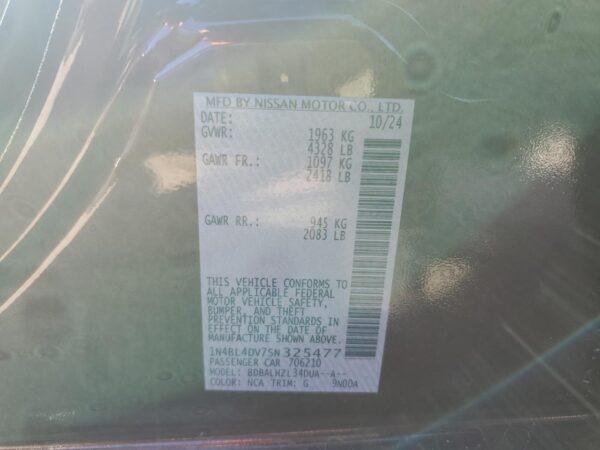 MFD BY NISSAN MOTOR CO., LTD.
DATE: 10/24
GVWR: 1963 KG
4328 LB
GAWR FR.: 1097 KG
2418 LB
GAWR RR.: 945 KG
2083 LB
THIS VEHICLE CONFORMS TO
ALL APPLICABLE FEDERAL
MOTOR VEHICLE SAFETY,
BUMPER, AND THEFT
PREVENTION STANDARDS IN
EFFECT ON THE DATE OF
MANUFACTURE SHOWN ABOVE.
1N4BL4DV7SN325477
PASSENGER CAR 706210
MODEL: BDBALHZL34DUA--A--
COLOR: NCA TRIM: G 9N00A